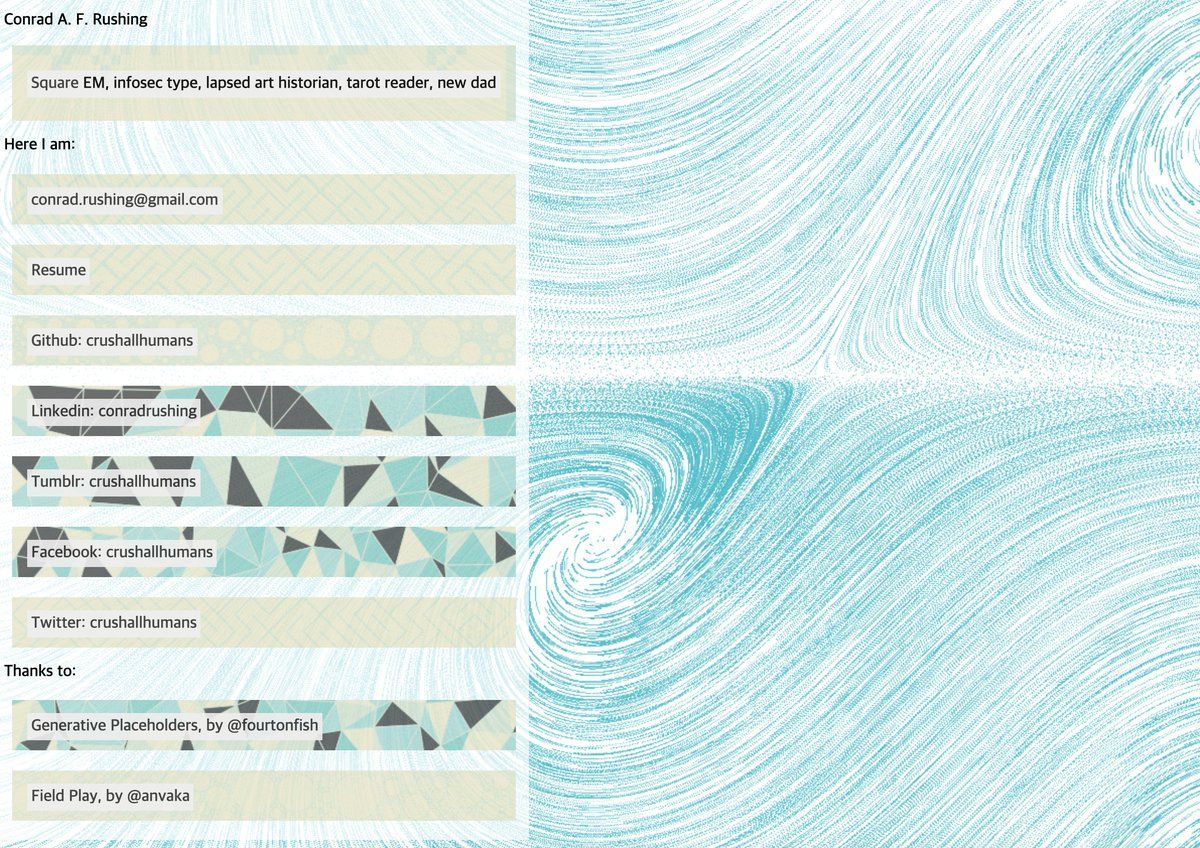 Conrad A. F. Rushing
Square EM, infosec type, lapsed art historian, tarot reader, new dad
Here I am:
conrad.rushing@gmail.com
Resume
Github: crushallhumans
Linkedin: conradrushing
Tumblr: crushallhumans
Facebook: crushallhumans
Twitter: crushallhumans
Thanks to:
Generative Placeholders, by @fourtonfish
Field Play, by @anvaka